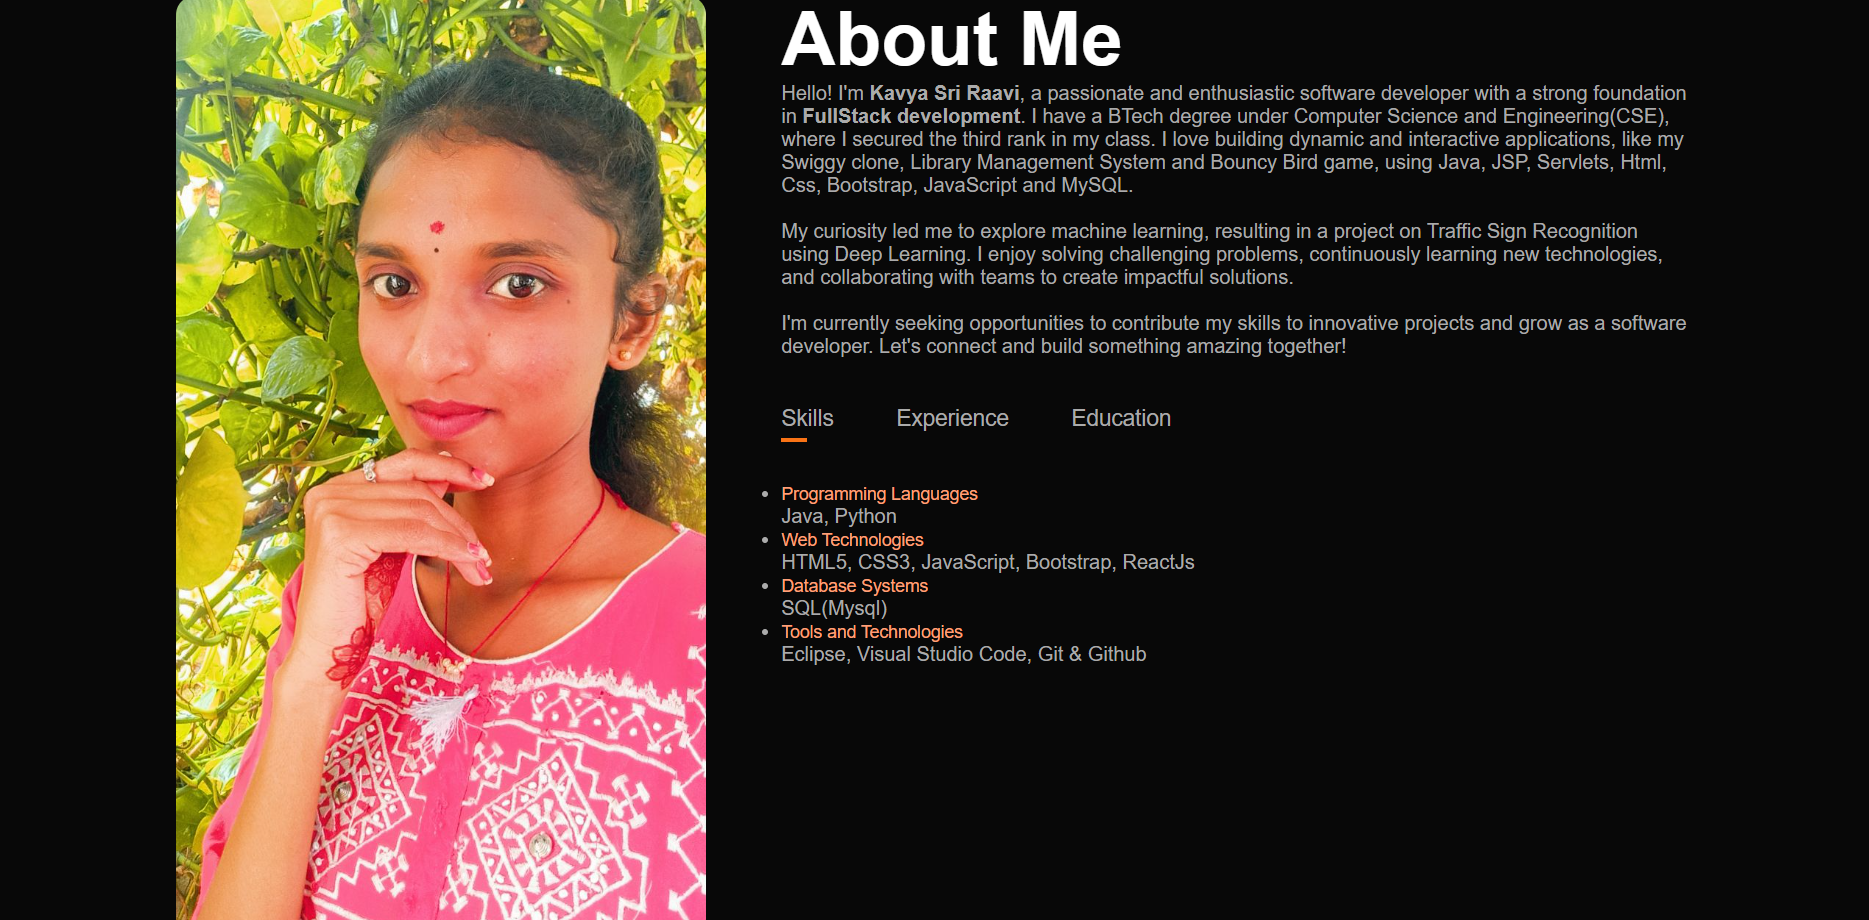 About Me
Hello! I'm Kavya Sri Raavi, a passionate and enthusiastic software developer with a strong foundation
in FullStack development. I have a BTech degree under Computer Science and Engineering(CSE),
where I secured the third rank in my class. I love building dynamic and interactive applications, like my
Swiggy clone, Library Management System and Bouncy Bird game, using Java, JSP, Servlets, Html,
Css, Bootstrap, JavaScript and MySQL.
My curiosity led me to explore machine learning, resulting in a project on Traffic Sign Recognition
using Deep Learning. I enjoy solving challenging problems, continuously learning new technologies,
and collaborating with teams to create impactful solutions.
I'm currently seeking opportunities to contribute my skills to innovative projects and grow as a software
developer. Let's connect and build something amazing together!
Skills Experience Education
• Programming Languages
Java, Python
• Web Technologies
HTML5, CSS3, JavaScript, Bootstrap, ReactJs
• Database Systems
SQL(Mysql)
• Tools and Technologies
Eclipse, Visual Studio Code, Git & Github